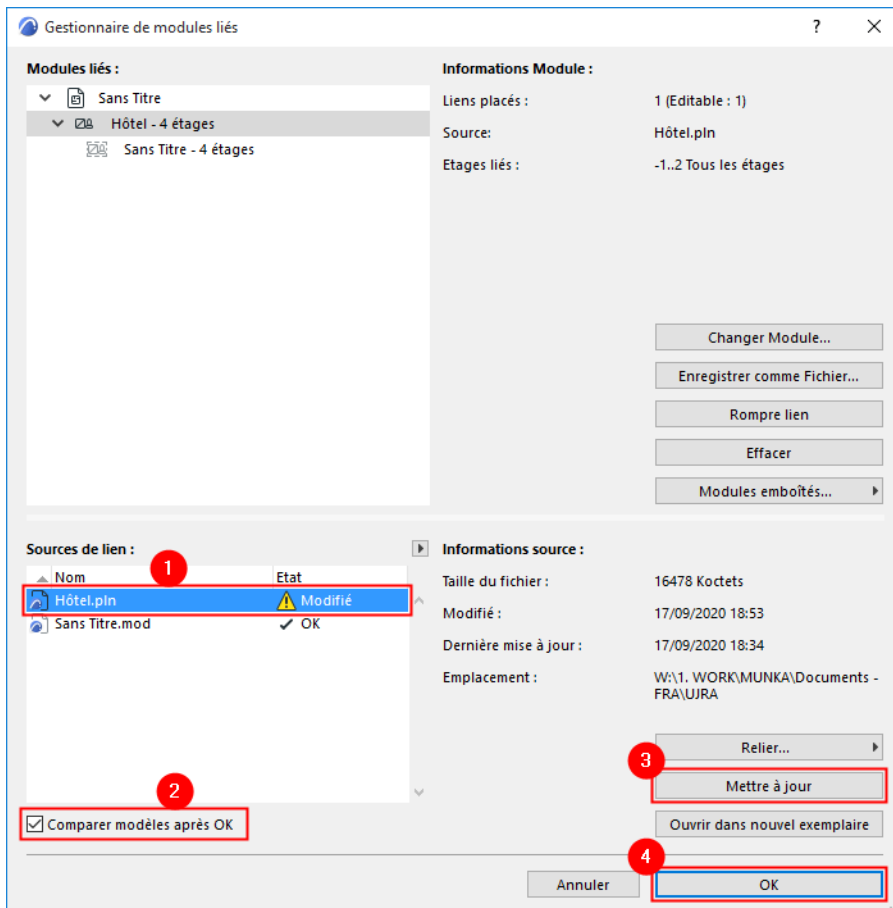 Gestionnaire de modules liés
?
Modules liés :
Sans Titre
Hôtel - 4 étages
Sans Titre - 4 étages
Informations Module :
Liens placés : 1 (Editable : 1)
Source: Hôtel.pln
Etages liés : -1..2 Tous les étages
Changer Module...
Enregistrer comme Fichier...
Rompre lien
Effacer
Modules emboîtés...
Sources de lien :
1
Nom Etat
Hôtel.pln Modifié
Sans Titre.mod OK
2
Comparer modèles après OK
Informations source :
Taille du fichier : 16478 Koctets
Modifié : 17/09/2020 18:53
Dernière mise à jour : 17/09/2020 18:34
Emplacement : W:\1. WORK\MUNKA\Documents -
FRA\UJRA
Relier...
3
Mettre à jour
Ouvrir dans nouvel exemplaire
4
Annuler
OK